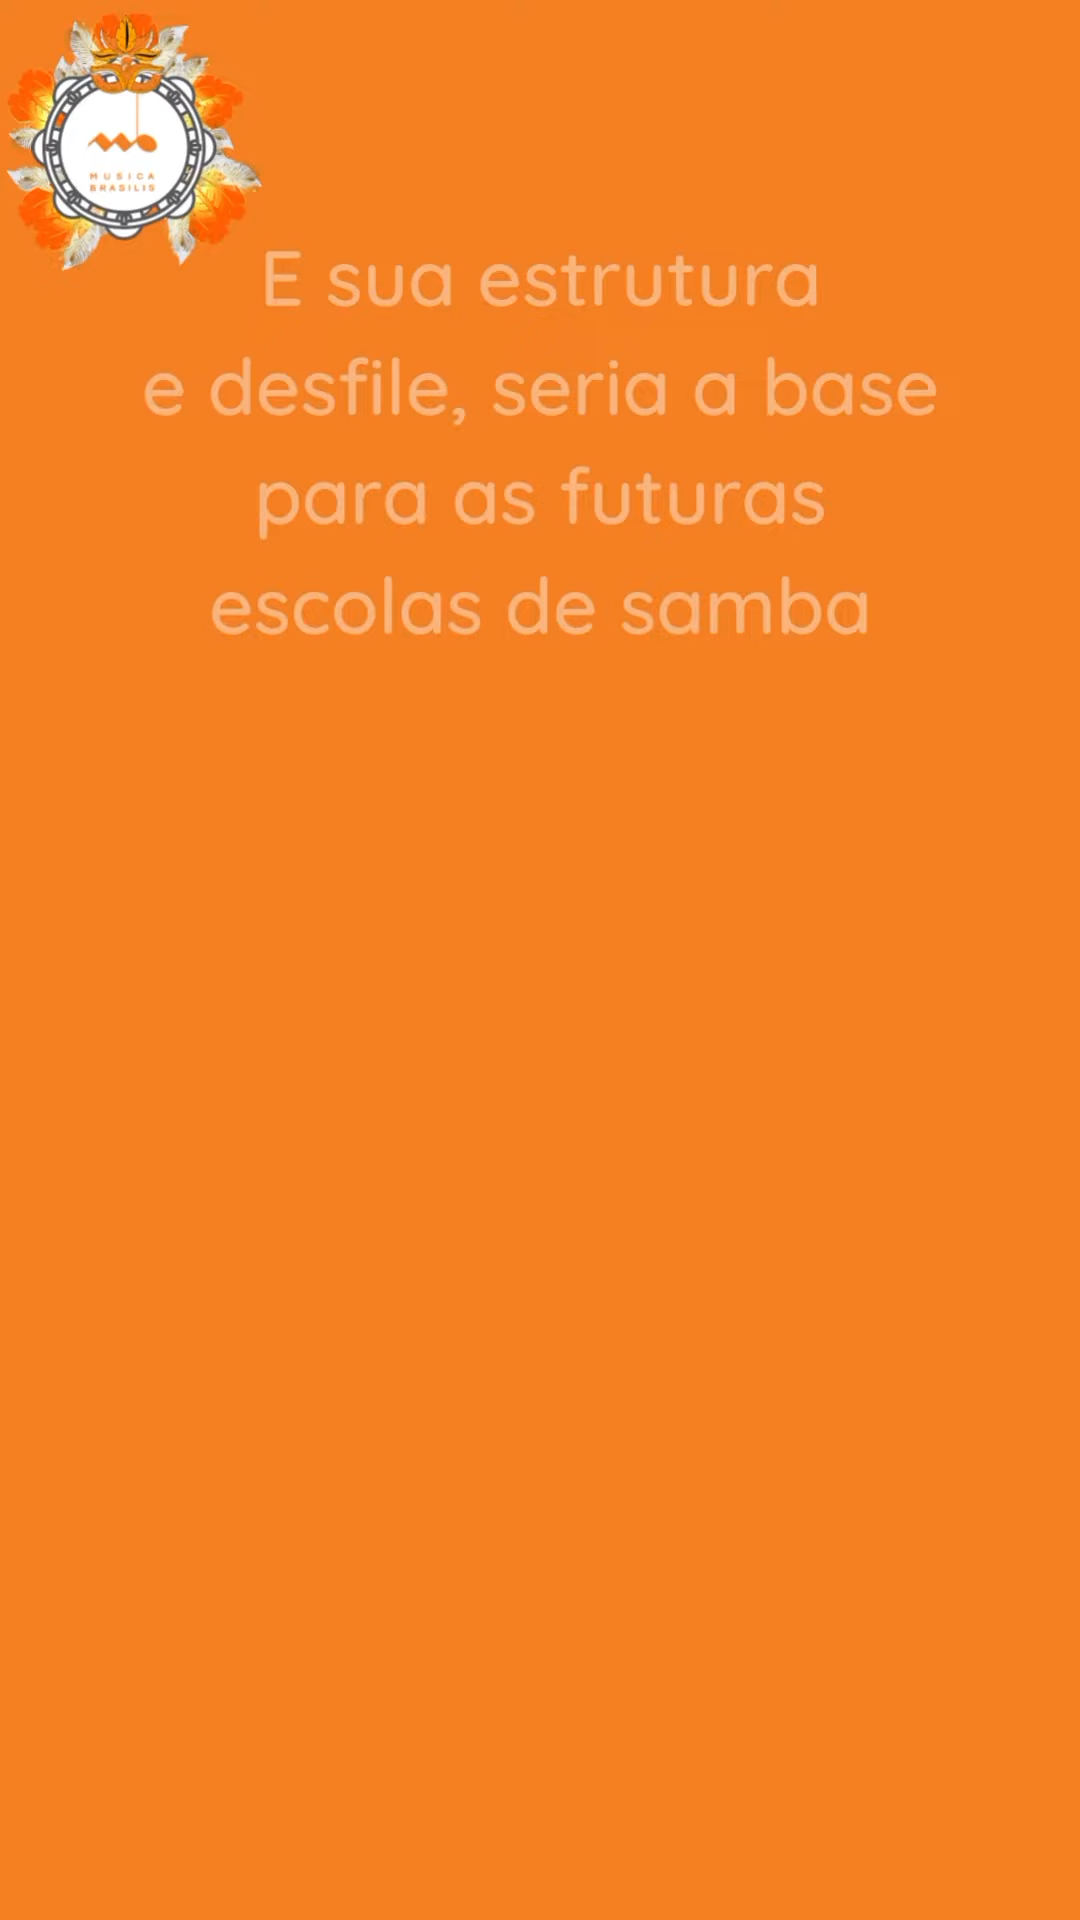 MUSICA
BRASILIS
E sua estrutura
e desfile, seria a base
para as futuras
escolas de samba